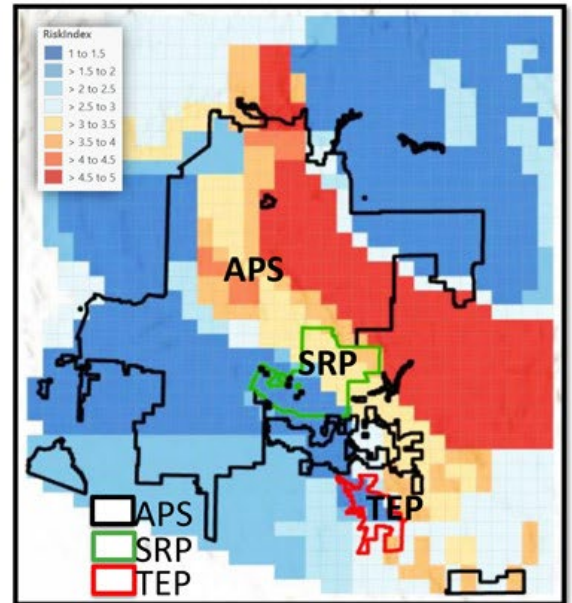 RiskIndex
1 to 1.5
> 1.5 to 2
> 2 to 2.5
> 2.5 to 3
> 3 to 3.5
> 3.5 to 4
> 4 to 4.5
> 4.5 to 5
APS
SRP
TEP
APS
SRP
TEP